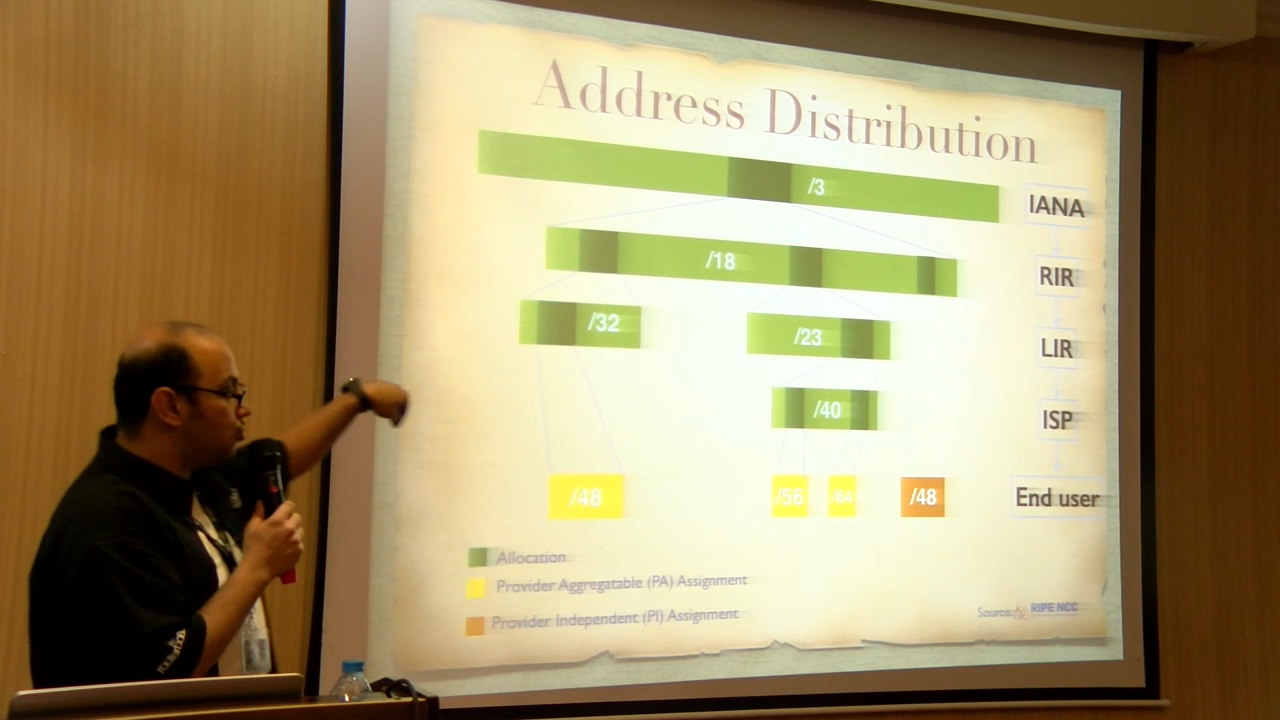 Address Distribution
/3
IANA
/18
RIR
/32
/23
LIR
/40
ISP
/48
/56
/64
/48
End user
Allocation
Provider Aggregatable (PA) Assignment
Provider Independent (PI) Assignment
Source: RIPE NCC